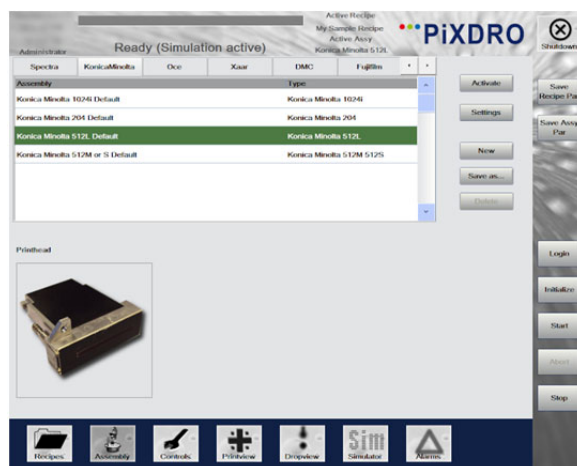 Active Recipe
My Sample Recipe
Active Assy
Konica Minolta 512L
PiXDRO
Administrator
Ready (Simulation active)
Shutdown
Spectra
KonicaMinolta
Oce
Xaar
DMC
Fujifilm
Assembly
Type
Konica Minolta 1024i Default
Konica Minolta 1024i
Konica Minolta 204 Default
Konica Minolta 204
Konica Minolta 512L Default
Konica Minolta 512L
Konica Minolta 512M or S Default
Konica Minolta 512M 512S
Activate
Settings
New
Save as...
Delete
Save
Recipe Par
Save Assy
Par
Printhead
Login
Initialize
Start
Abort
Stop
Recipes
Assembly
Controls
Printview
Dropview
Sim
Simulator
Alarms